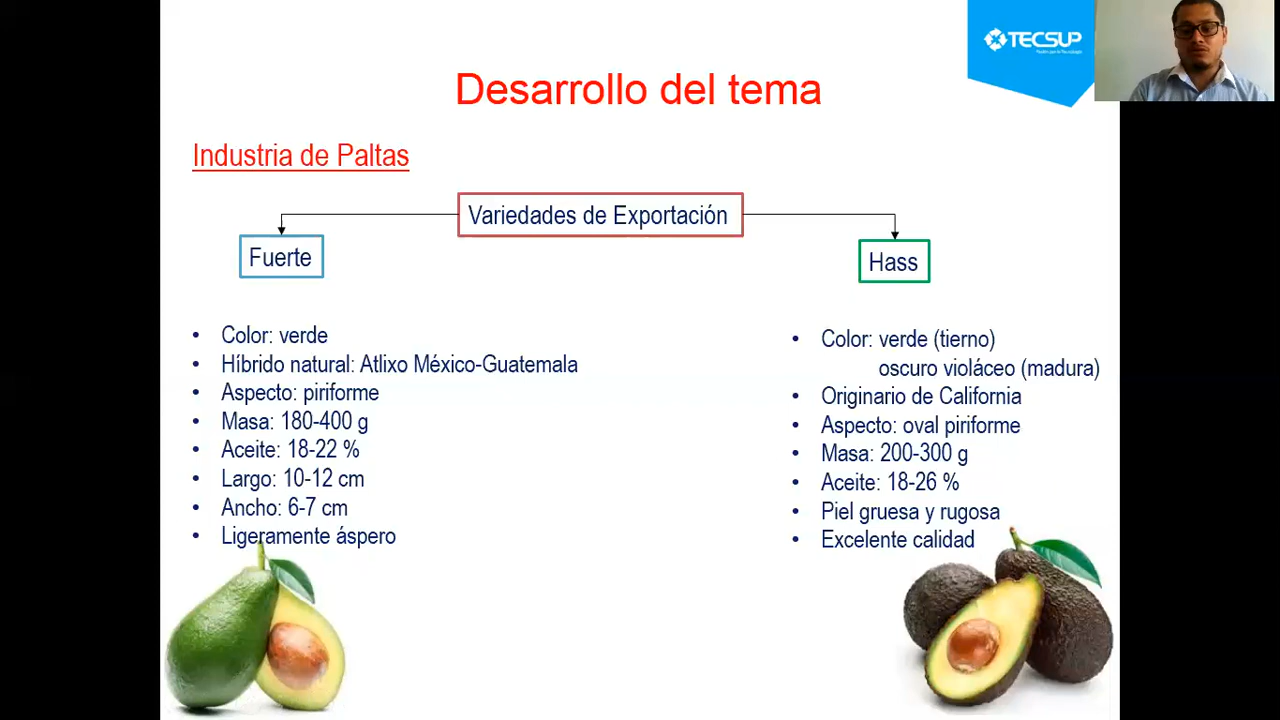 TECSUP
Desarrollo del tema
Industria de Paltas
Variedades de Exportación
Fuerte
Hass
• Color: verde
• Híbrido natural: Atlixo México-Guatemala
• Aspecto: piriforme
• Masa: 180-400 g
• Aceite: 18-22 %
• Largo: 10-12 cm
• Ancho: 6-7 cm
• Ligeramente áspero
• Color: verde (tierno)
oscuro violáceo (madura)
• Originario de California
• Aspecto: oval piriforme
• Masa: 200-300 g
• Aceite: 18-26 %
• Piel gruesa y rugosa
• Excelente calidad